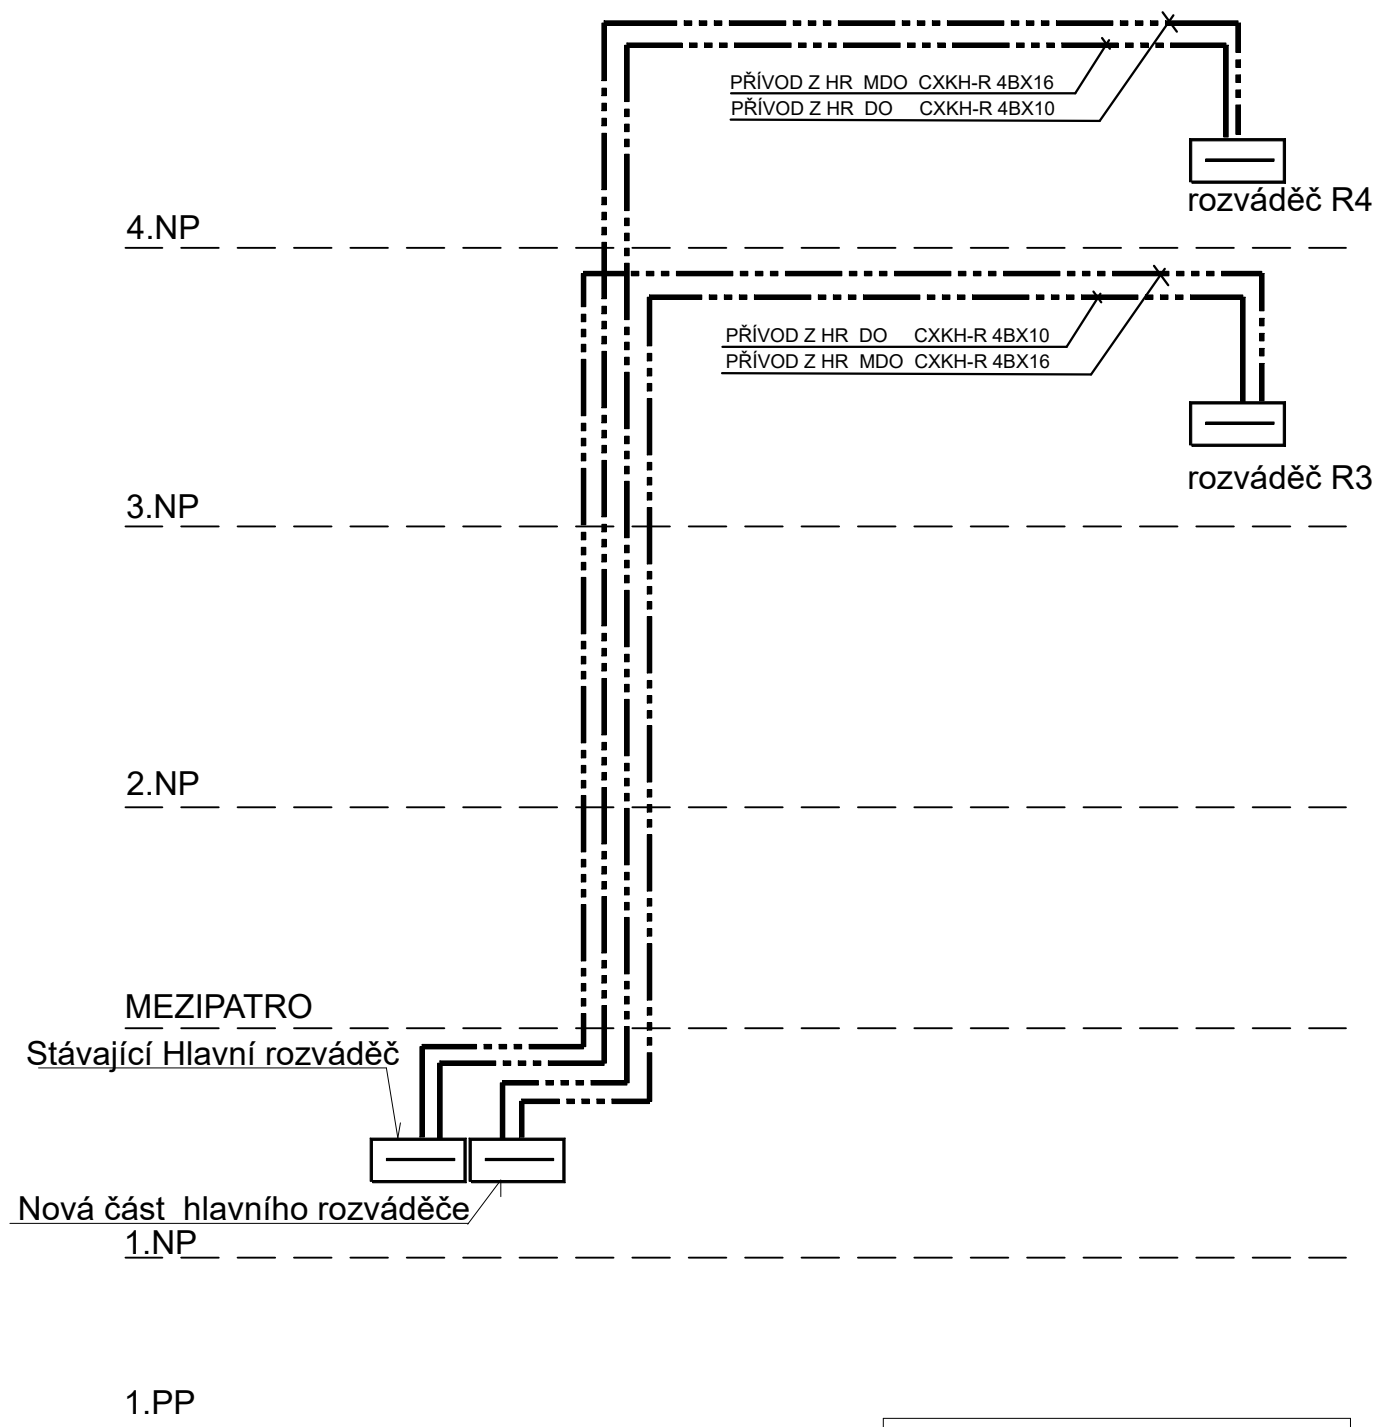 PŘÍVOD Z HR  MDO  CXKH-R 4BX16
PŘÍVOD Z HR  DO     CXKH-R 4BX10
rozváděč R4
4.NP
PŘÍVOD Z HR  DO     CXKH-R 4BX10
PŘÍVOD Z HR  MDO  CXKH-R 4BX16
rozváděč R3
3.NP
2.NP
MEZIPATRO
Stávající Hlavní rozváděč
Nová část  hlavního rozváděče
1.NP
1.PP